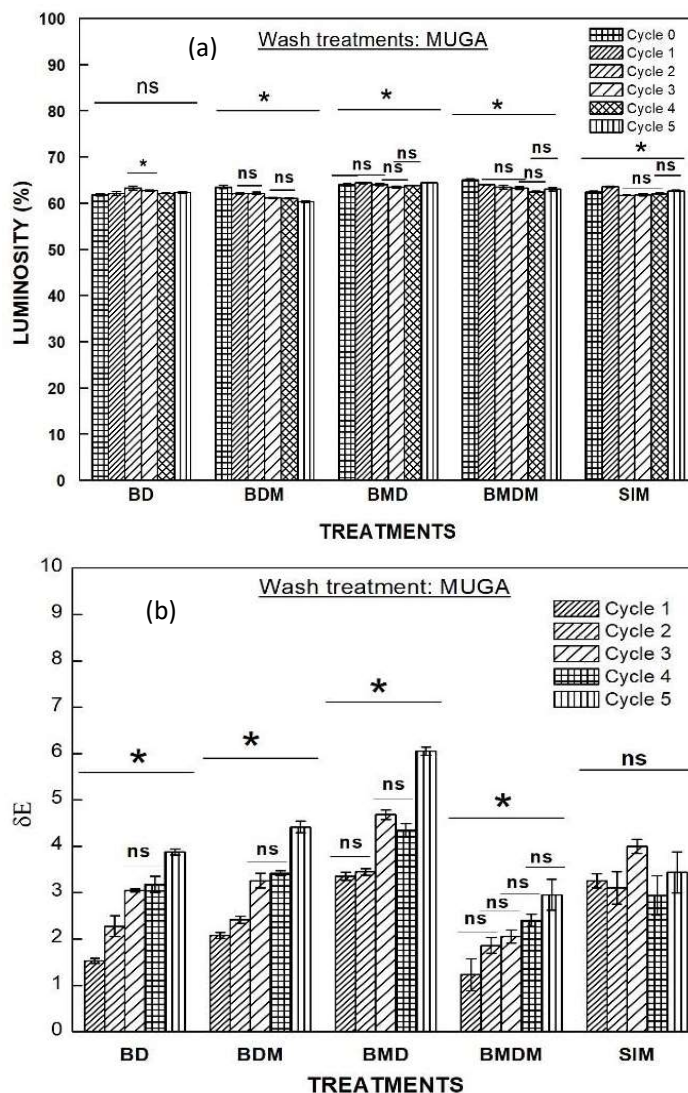 (a)
Wash treatments: MUGA
Cycle 0
Cycle 1
Cycle 2
Cycle 3
Cycle 4
Cycle 5
ns
*
*
*
*
*
ns
ns
ns
ns
ns
ns
ns
ns
ns
ns
ns
LUMINOSITY (%)
100
90
80
70
60
50
40
30
20
10
0
BD
BDM
BMD
BMDM
SIM
TREATMENTS
(b)
Wash treatment: MUGA
Cycle 1
Cycle 2
Cycle 3
Cycle 4
Cycle 5
*
*
*
*
ns
ns
ns
ns
ns
ns
ns
ns
δE
10
9
8
7
6
5
4
3
2
1
0
BD
BDM
BMD
BMDM
SIM
TREATMENTS